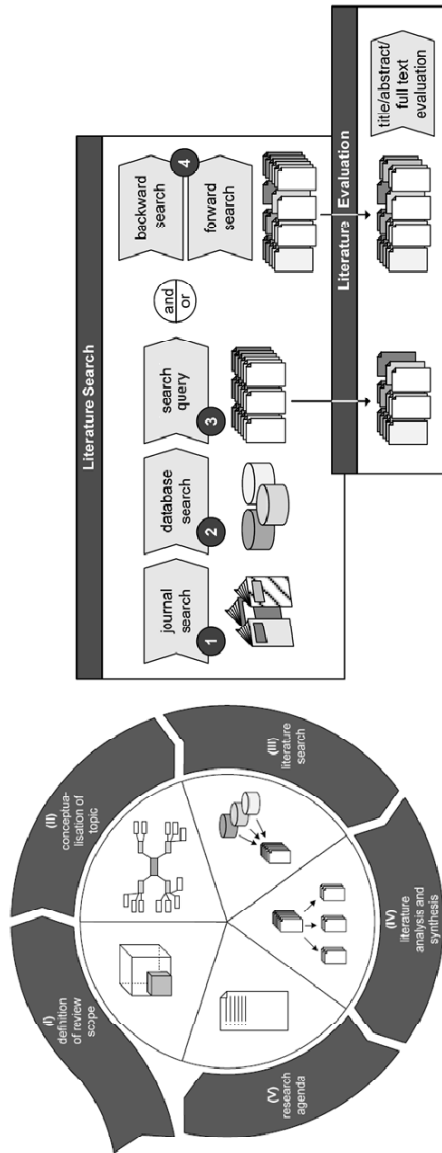 (I)
definition
of review
scope
(II)
conceptua-
lisation of
topic
(III)
literature
search
(IV)
literature
analysis and
synthesis
(V)
research
agenda
Literature Search
journal
search
1
database
search
2
search
query
3
and
or
backward
search
4
forward
search
Literature Evaluation
title/abstract/
full text
evaluation